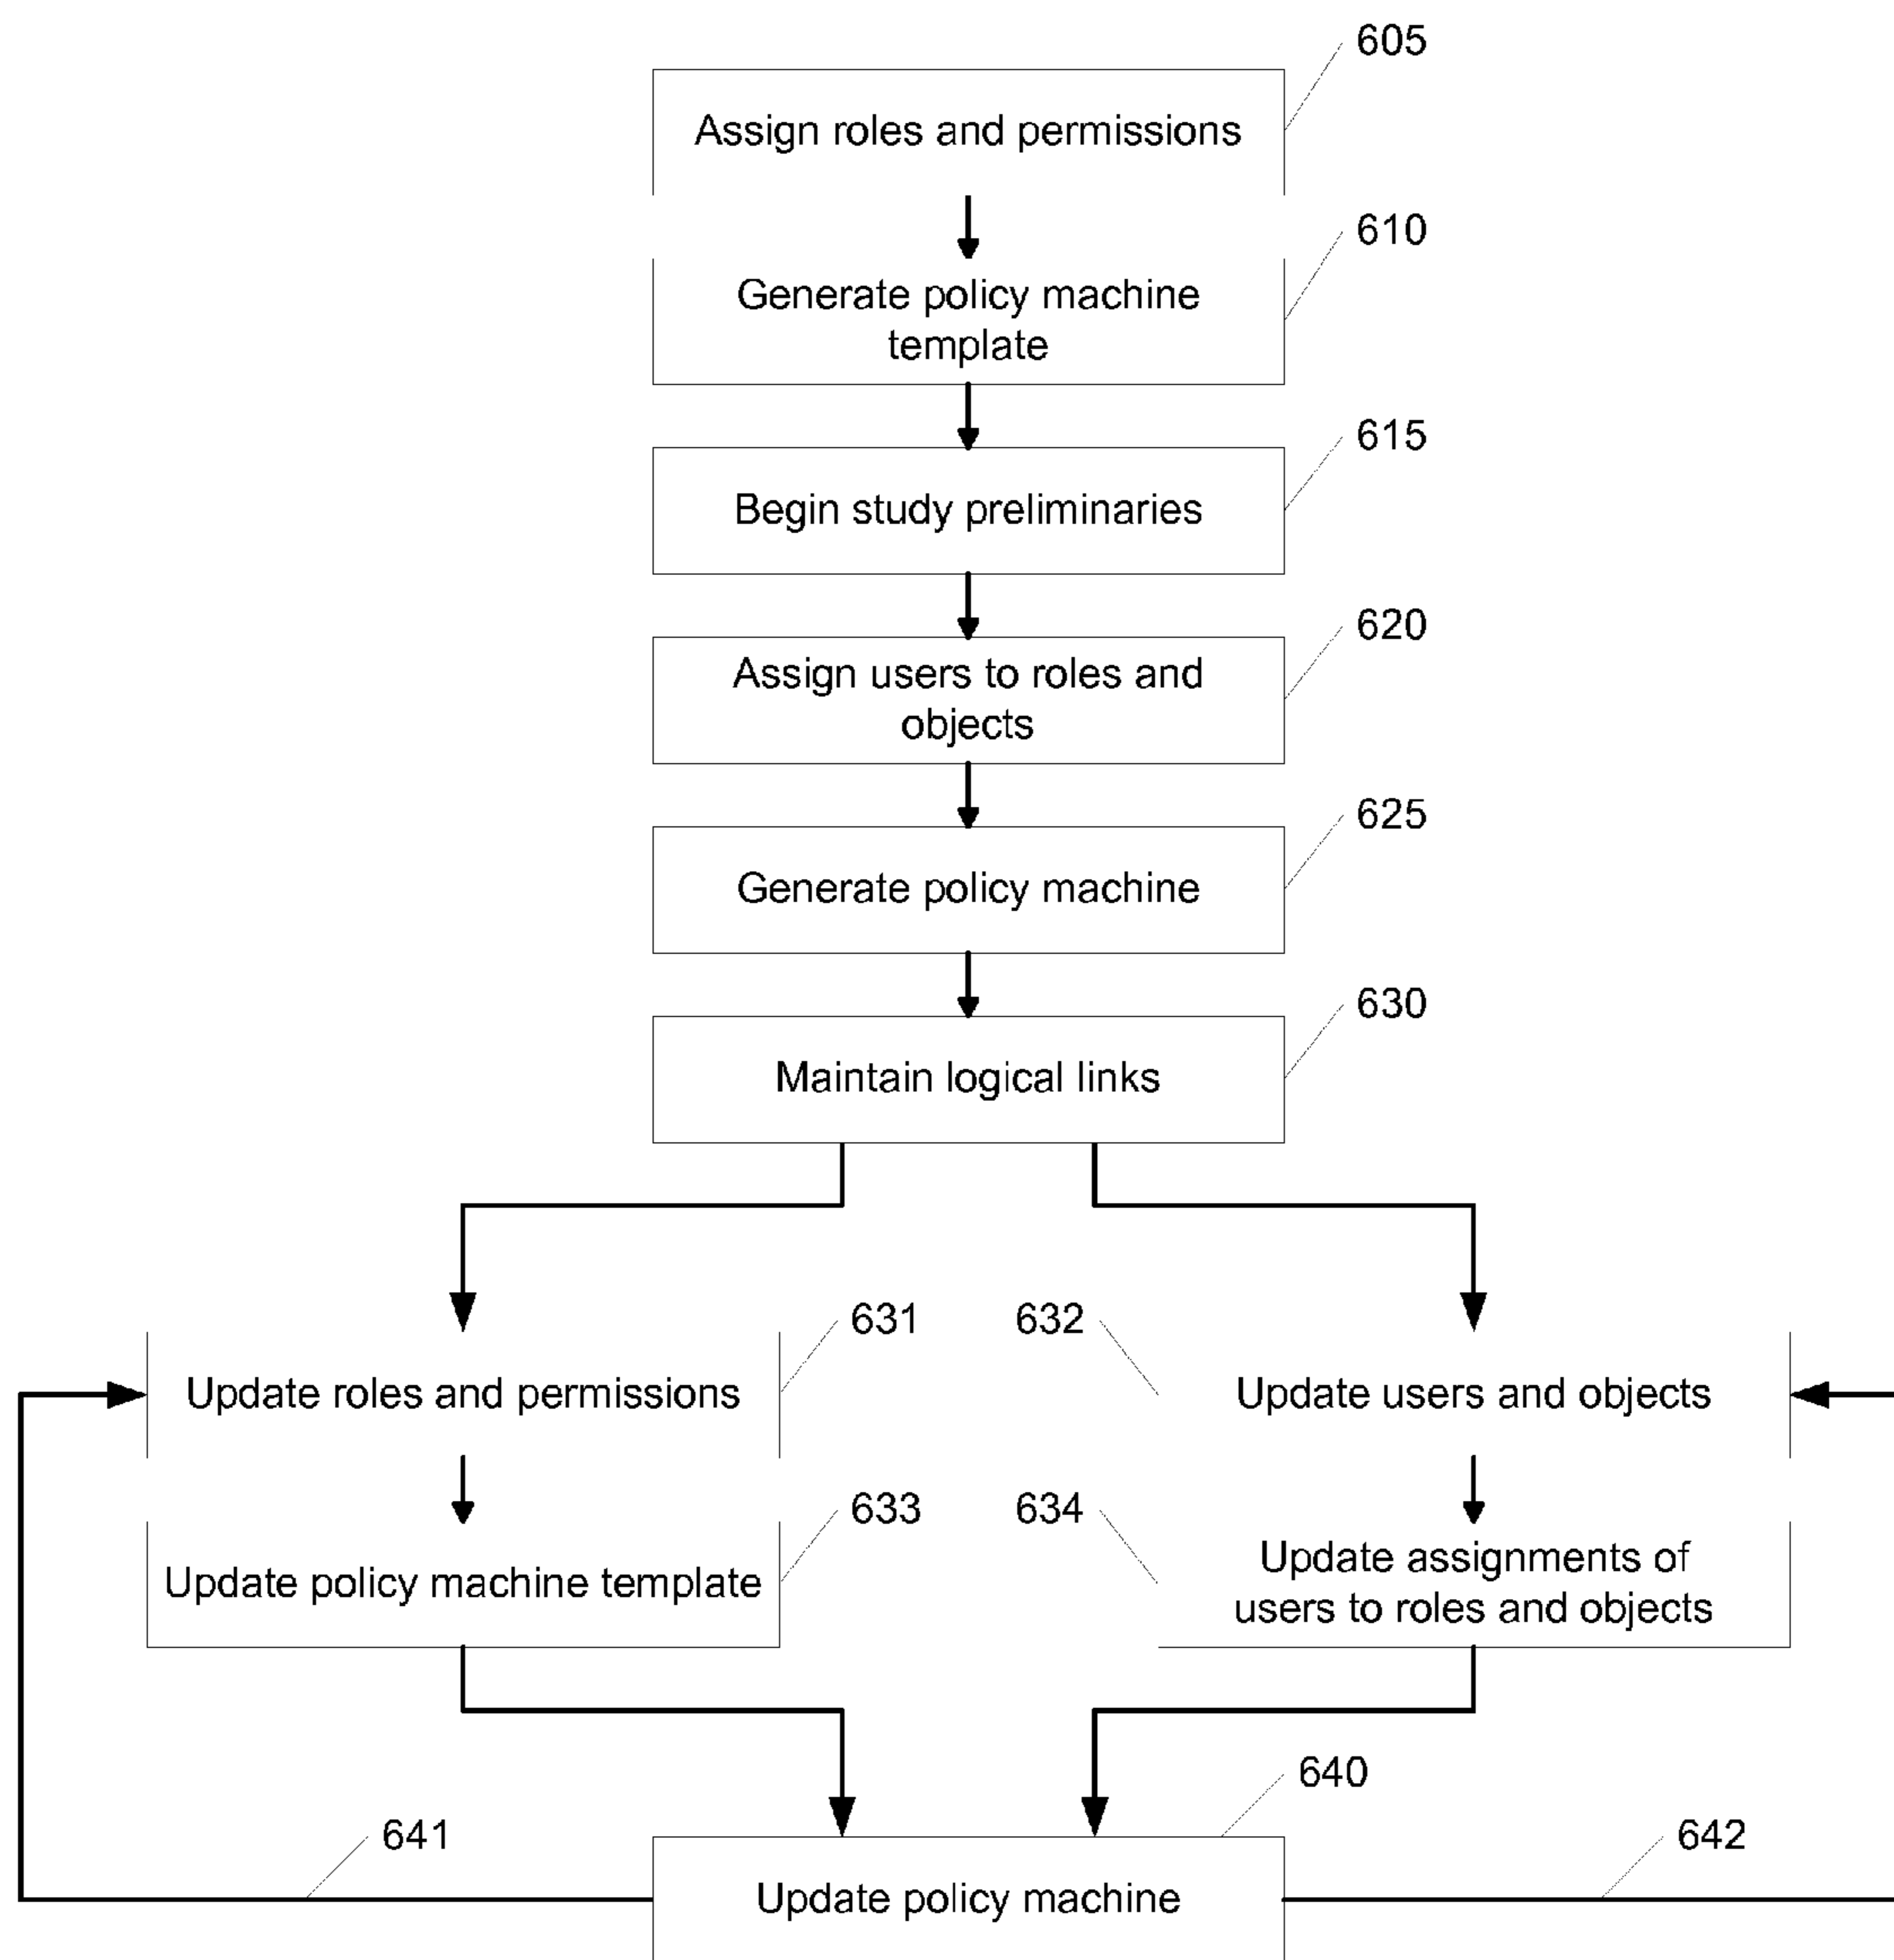 605
Assign roles and permissions
610
Generate policy machine
template
615
Begin study preliminaries
620
Assign users to roles and
objects
625
Generate policy machine
630
Maintain logical links
631
632
Update roles and permissions
Update users and objects
633
634
Update policy machine template
Update assignments of
users to roles and objects
640
641
642
Update policy machine